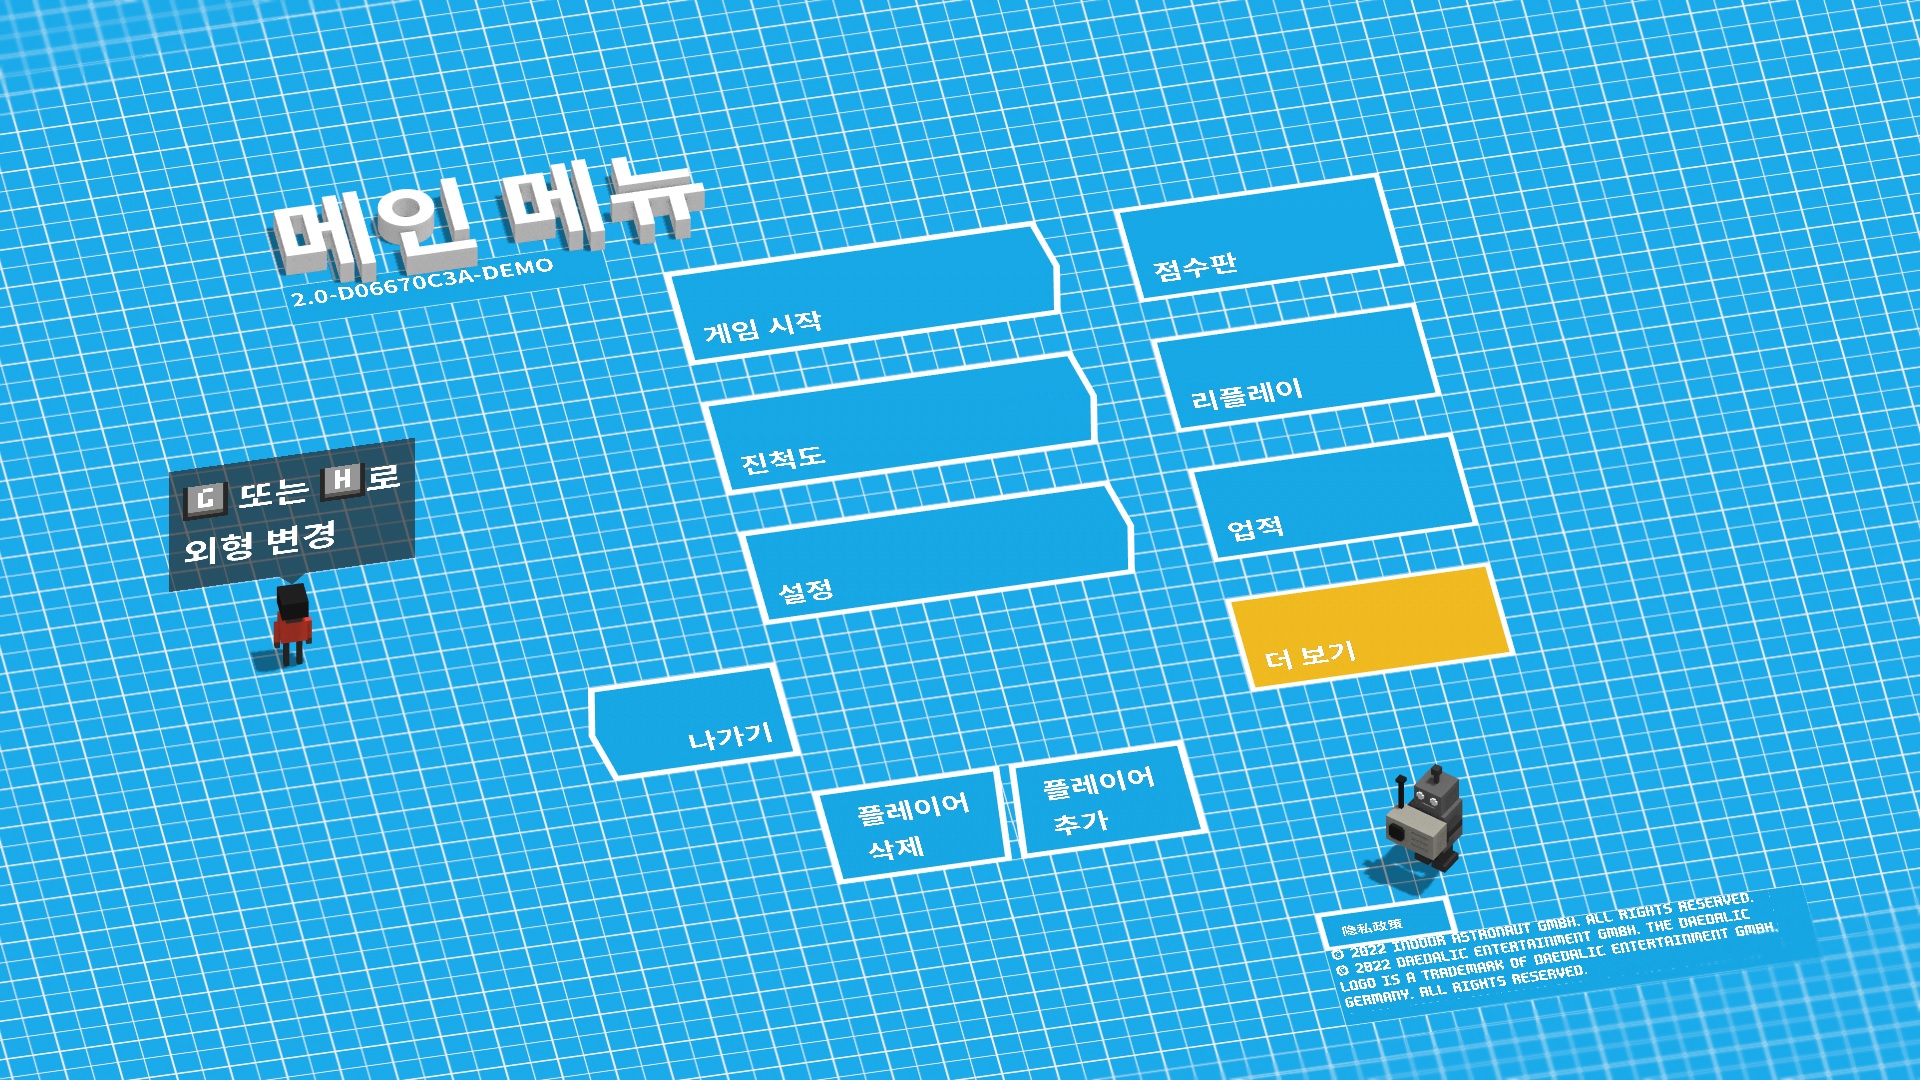 메인 메뉴
2.0-D06670C3A-DEMO
G 또는 H로
외형 변경
게임 시작
진척도
설정
나가기
점수판
리플레이
업적
더 보기
플레이어
삭제
플레이어
추가
隐私政策
© 2022 INDOOR ASTRONAUT GMBH. ALL RIGHTS RESERVED.
© 2022 DAEDALIC ENTERTAINMENT GMBH. THE DAEDALIC
LOGO IS A TRADEMARK OF DAEDALIC ENTERTAINMENT GMBH,
GERMANY. ALL RIGHTS RESERVED.